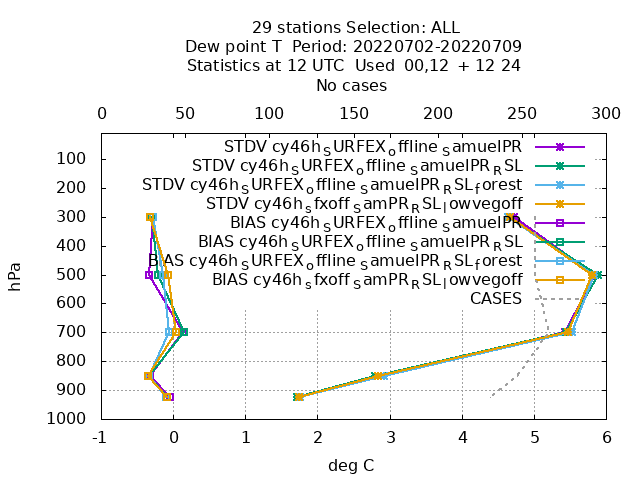 29 stations Selection: ALL
Dew point T  Period: 20220702-20220709
Statistics at 12 UTC  Used  00,12  + 12 24
No cases
0 50 100 150 200 250 300
STDV cy46h_SURFEX_offline_SamuelPR
STDV cy46h_SURFEX_offline_SamuelPR_RSL
STDV cy46h_SURFEX_offline_SamuelPR_RSL_forest
STDV cy46h_sfxoff_SamPR_RSL_lowvegoff
BIAS cy46h_SURFEX_offline_SamuelPR
BIAS cy46h_SURFEX_offline_SamuelPR_RSL
BIAS cy46h_SURFEX_offline_SamuelPR_RSL_forest
BIAS cy46h_sfxoff_SamPR_RSL_lowvegoff
CASES
100
200
300
400
500
600
700
800
900
1000
hPa
-1 0 1 2 3 4 5 6
deg C